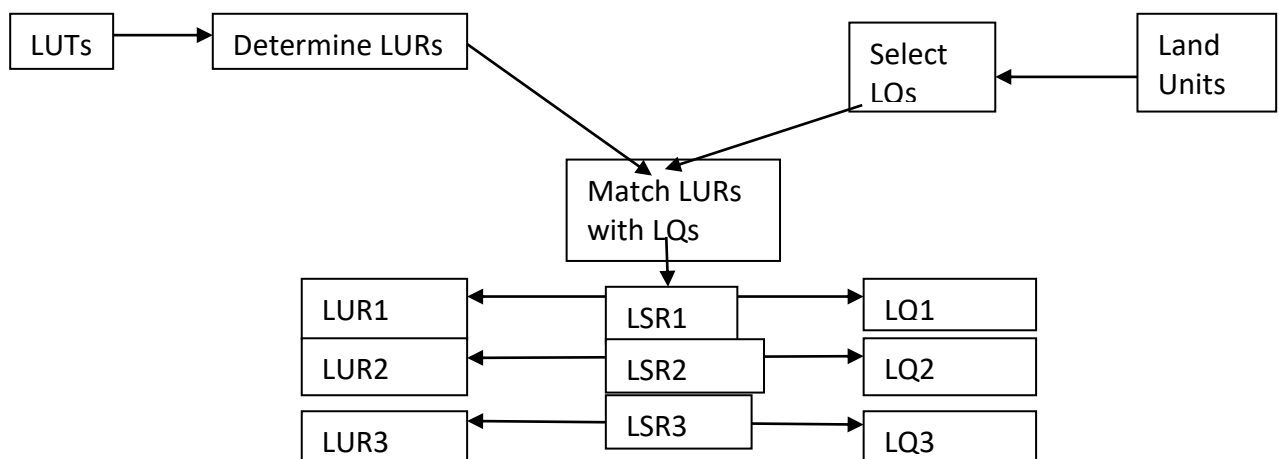 LUTs
Determine LURs
Select
LQs
Land
Units
Match LURs
with LQs
LUR1
LSR1
LQ1
LUR2
LSR2
LQ2
LUR3
LSR3
LQ3